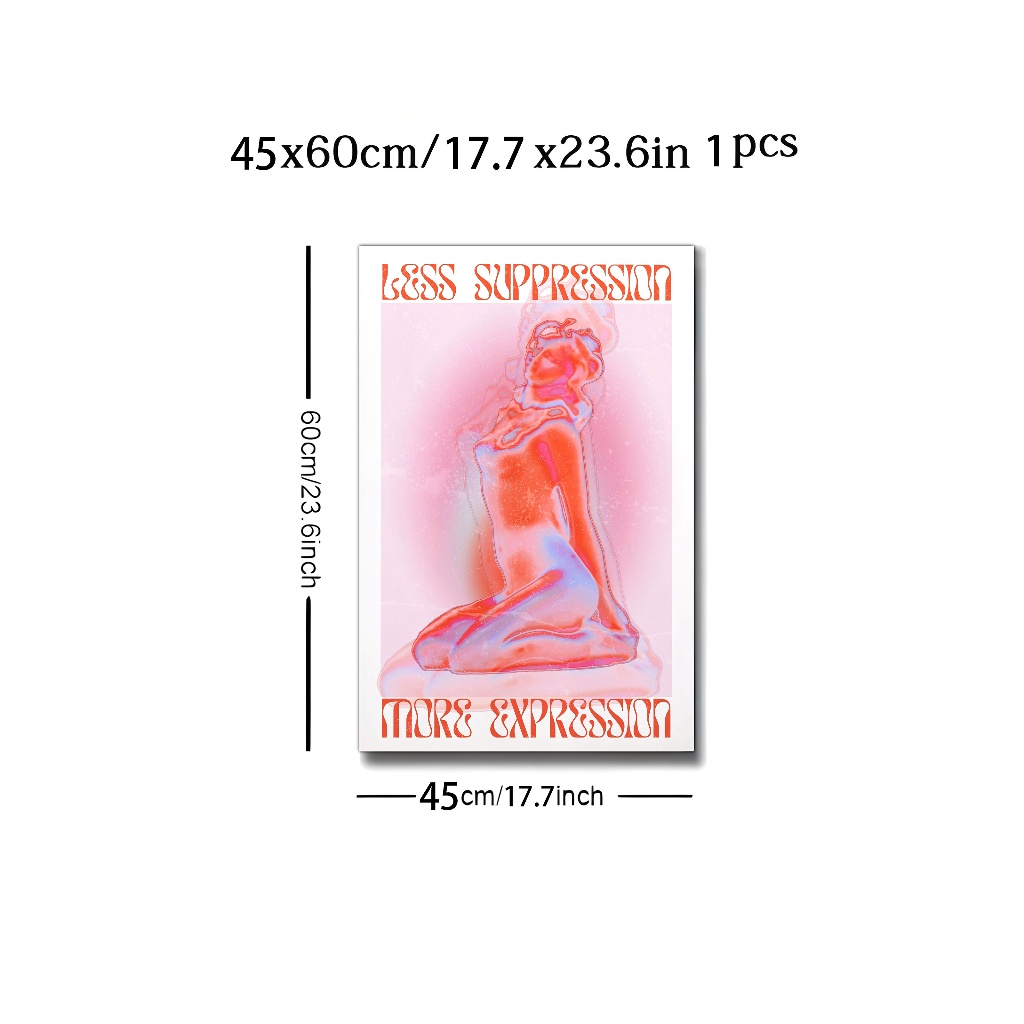 45x60cm/17.7 x23.6in 1pcs
LESS SUPPRESSION
60cm/23.6inch
MORE EXPRESSION
45cm/17.7inch